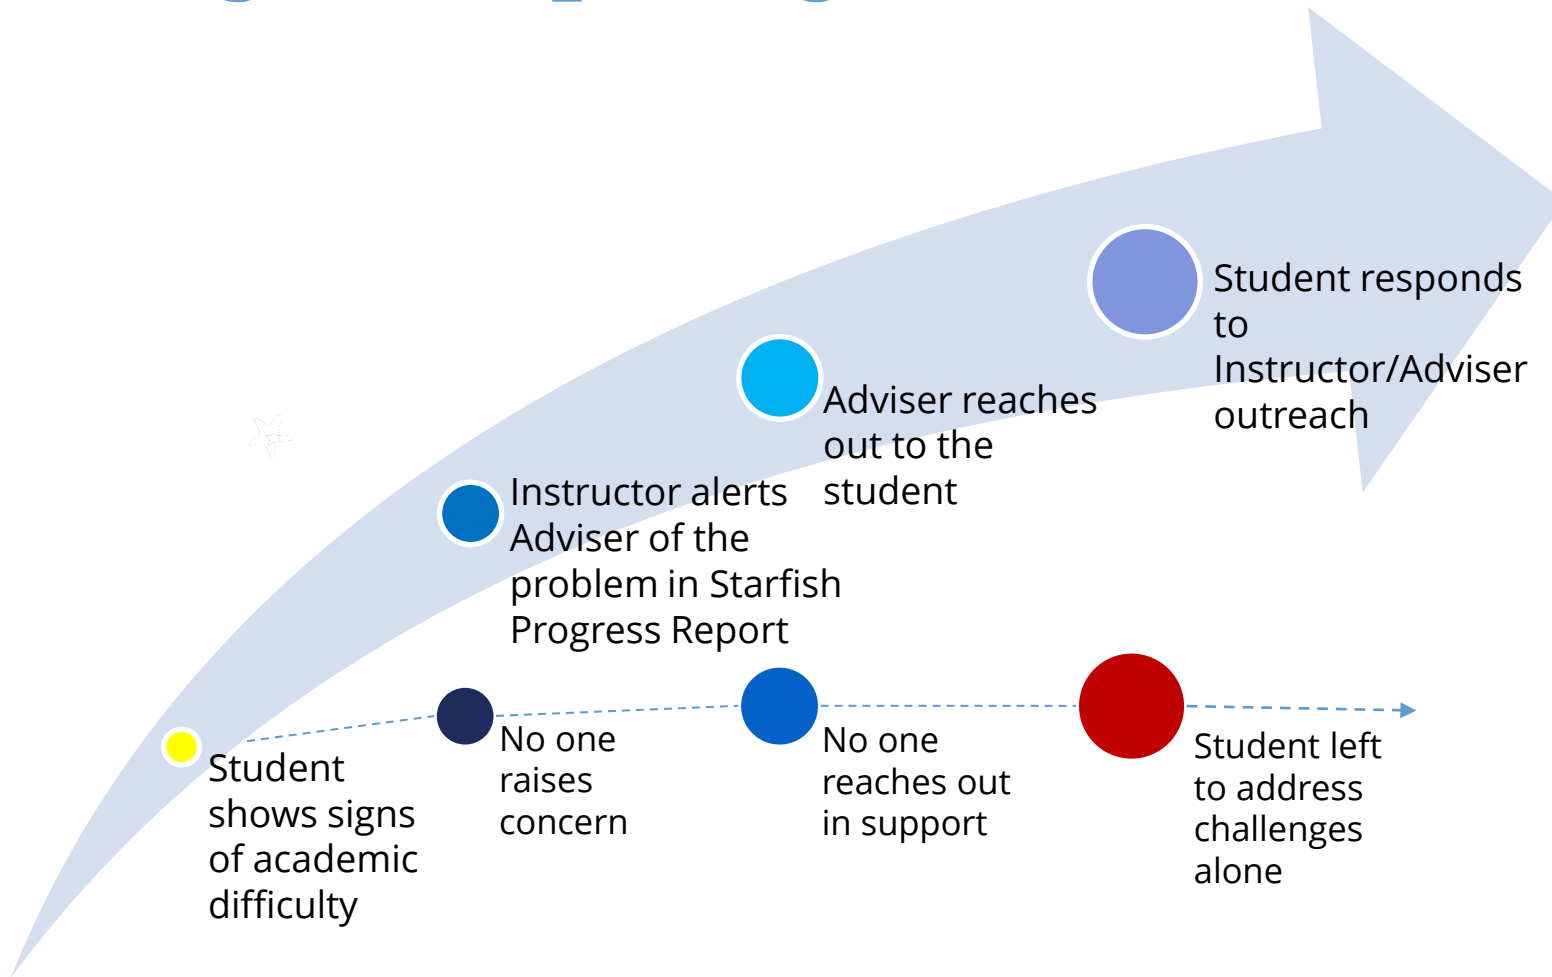 Student responds
to
Instructor/Adviser
outreach
Adviser reaches
out to the
student
Instructor alerts
Adviser of the
problem in Starfish
Progress Report
Student
shows signs
of academic
difficulty
No one
raises
concern
No one
reaches out
in support
Student left
to address
challenges
alone